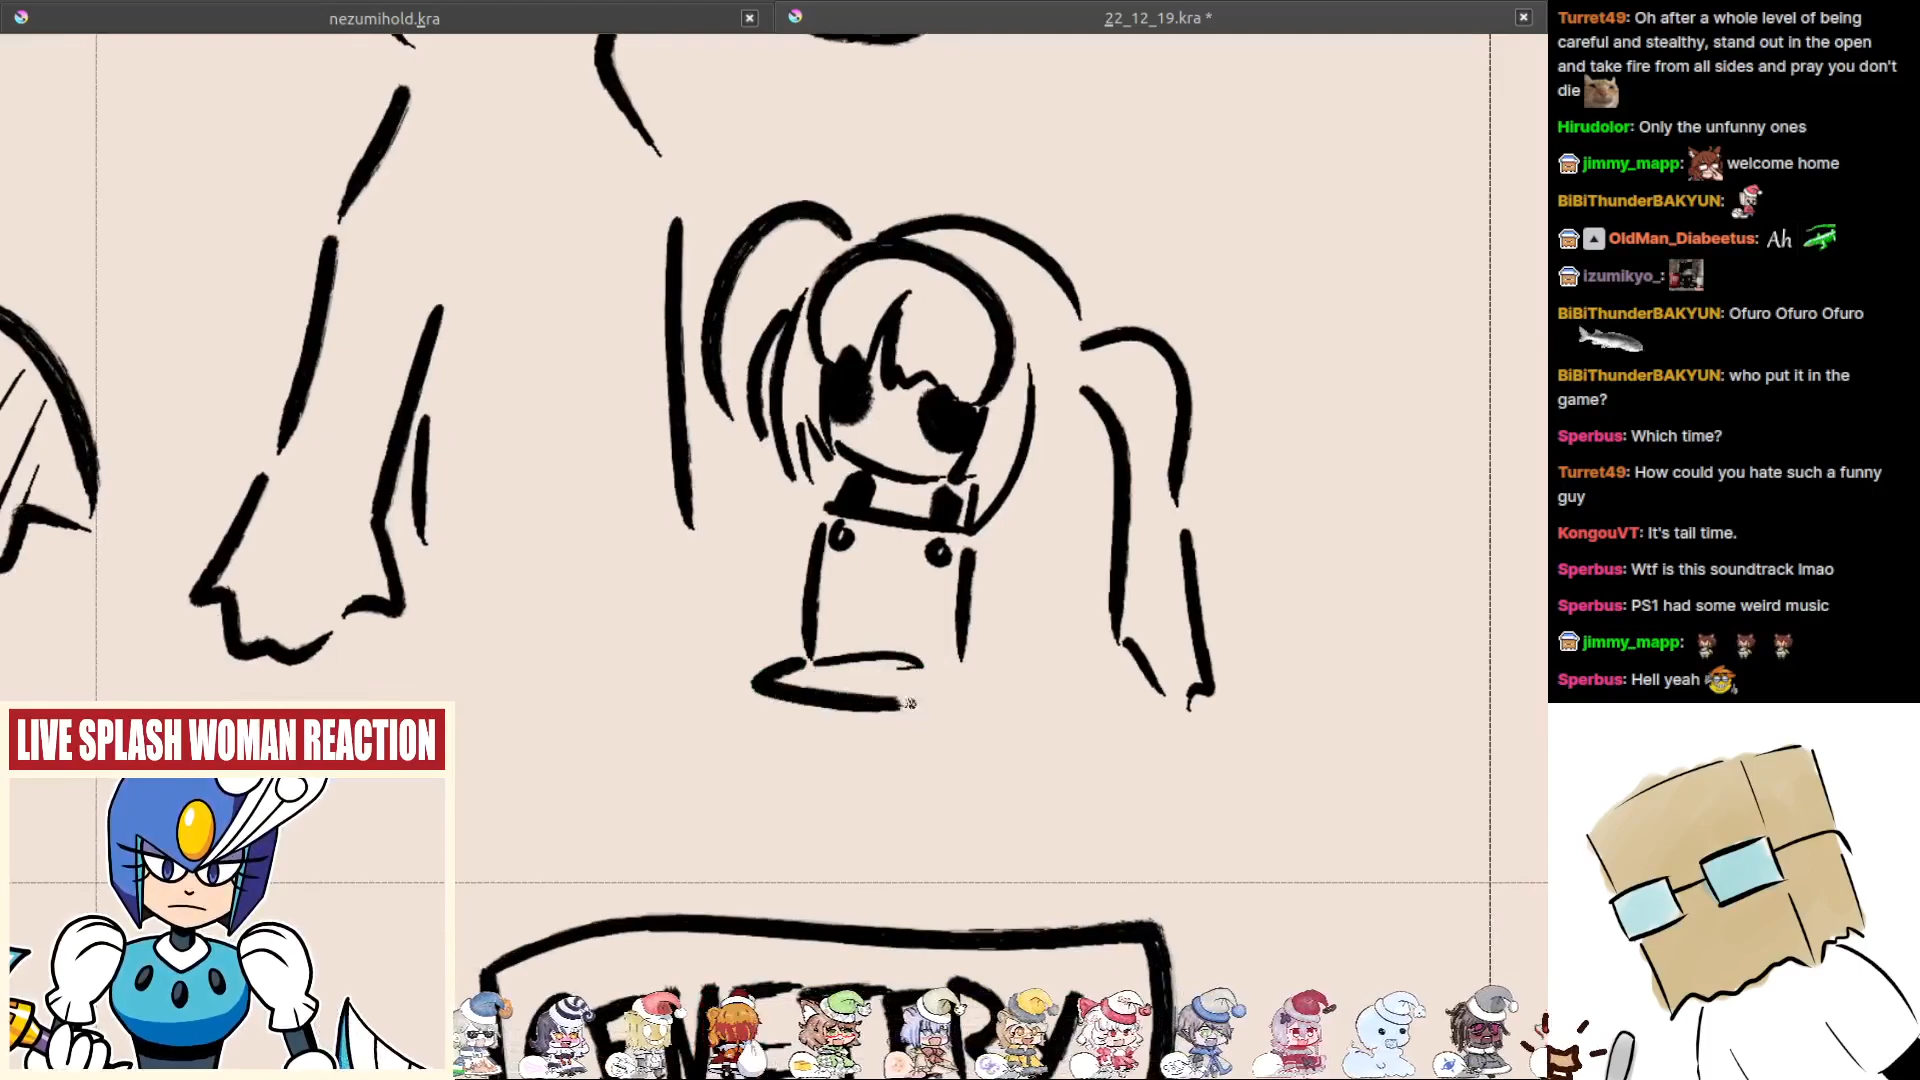 nezumihold.kra
22_12_19.kra *
Turret49: Oh after a whole level of being
careful and stealthy, stand out in the open
and take fire from all sides and pray you don't
die
Hirudolor: Only the unfunny ones
jimmy_mapp: welcome home
BiBiThunderBAKYUN:
OldMan_Diabeetus: Ah
izumikyo_:
BiBiThunderBAKYUN: Ofuro Ofuro Ofuro
BiBiThunderBAKYUN: who put it in the
game?
Sperbus: Which time?
Turret49: How could you hate such a funny
guy
KongouVT: It's tail time.
Sperbus: Wtf is this soundtrack lmao
Sperbus: PS1 had some weird music
jimmy_mapp:
Sperbus: Hell yeah
LIVE SPLASH WOMAN REACTION